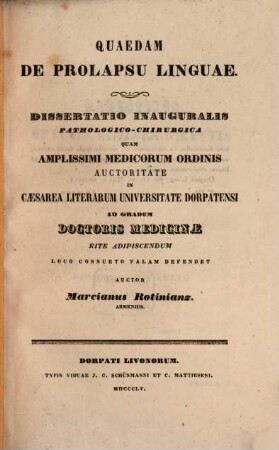 QUAEDAM
DE PROLAPSU LINGUAE.
DISSERTATIO INAUGURALIS
PATHOLOGICO-CHIRURGICA
QUAM
AMPLISSIMI MEDICORUM ORDINIS
AUCTORITATE
IN
CÆSAREA LITERARUM UNIVERSITATE DORPATENSI
AD GRADUM
DOCTORIS MEDICINÆ
RITE ADIPISCENDUM
LOCO CONSUETO PALAM DEFENDET
AUCTOR
Marcianus Rotinianz.
ARMENIUS.
DORPATI LIVONORUM.
TYPIS VIDUAE J. C. SCHÜNMANNI ET C. MATTIESENI.
MDCCCLV.